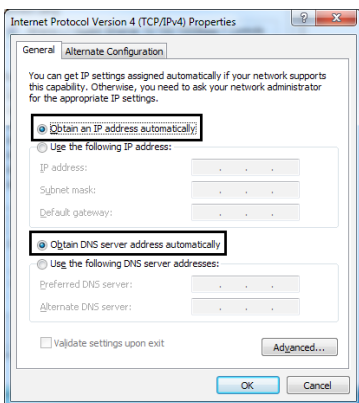 Internet Protocol Version 4 (TCP/IPv4) Properties
General
Alternate Configuration
You can get IP settings assigned automatically if your network supports
this capability. Otherwise, you need to ask your network administrator
for the appropriate IP settings.
Obtain an IP address automatically
Use the following IP address:
IP address:
Subnet mask:
Default gateway:
Obtain DNS server address automatically
Use the following DNS server addresses:
Preferred DNS server:
Alternate DNS server:
Validate settings upon exit
Advanced...
OK
Cancel